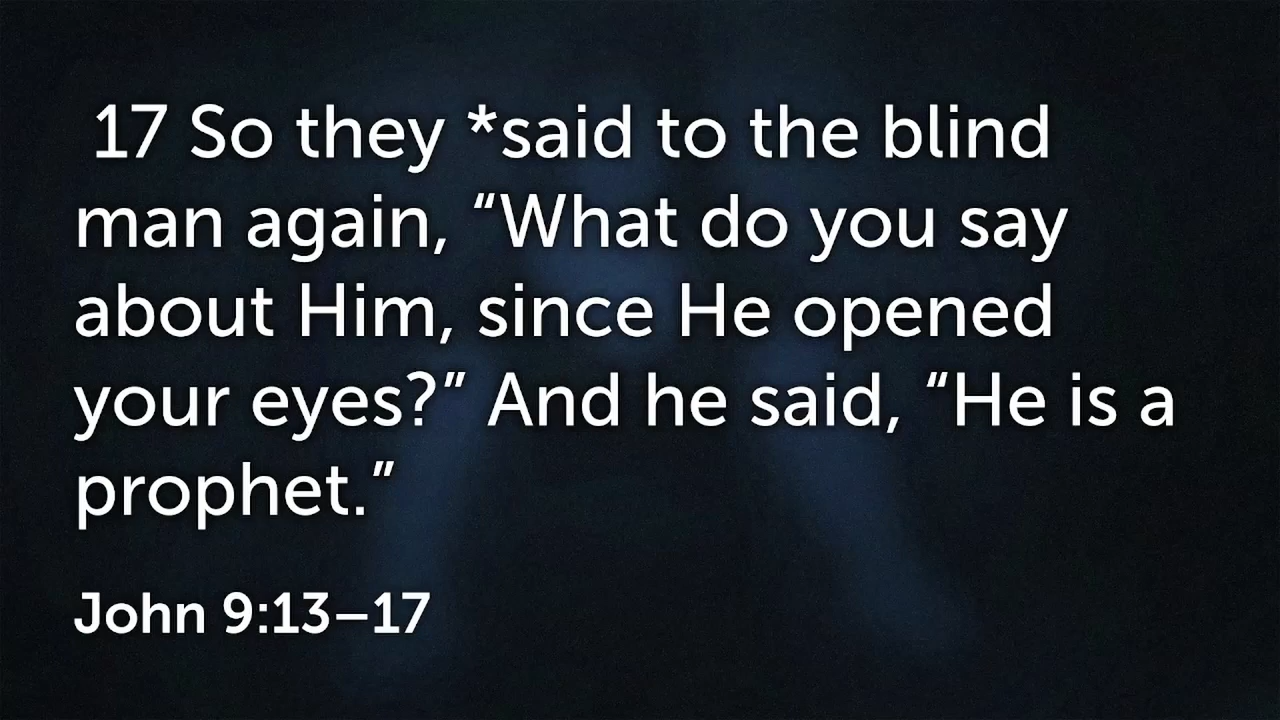 17 So they *said to the blind
man again, “What do you say
about Him, since He opened
your eyes?” And he said, “He is a
prophet.”
John 9:13–17